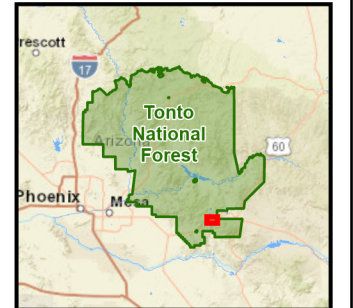 rescott
17
Tonto
Arizona
National
60
Forest
Phoenix
Mesa